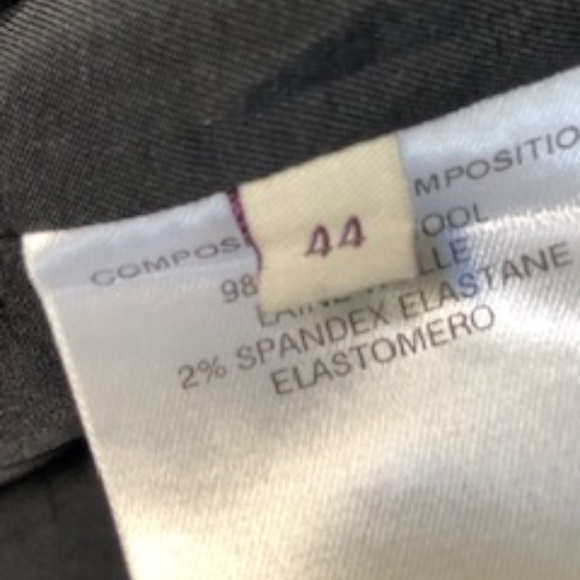 44
COMPOS MPOSITIO
98 OOL
LLE
2% SPANDEX ELASTANE
ELASTOMERO